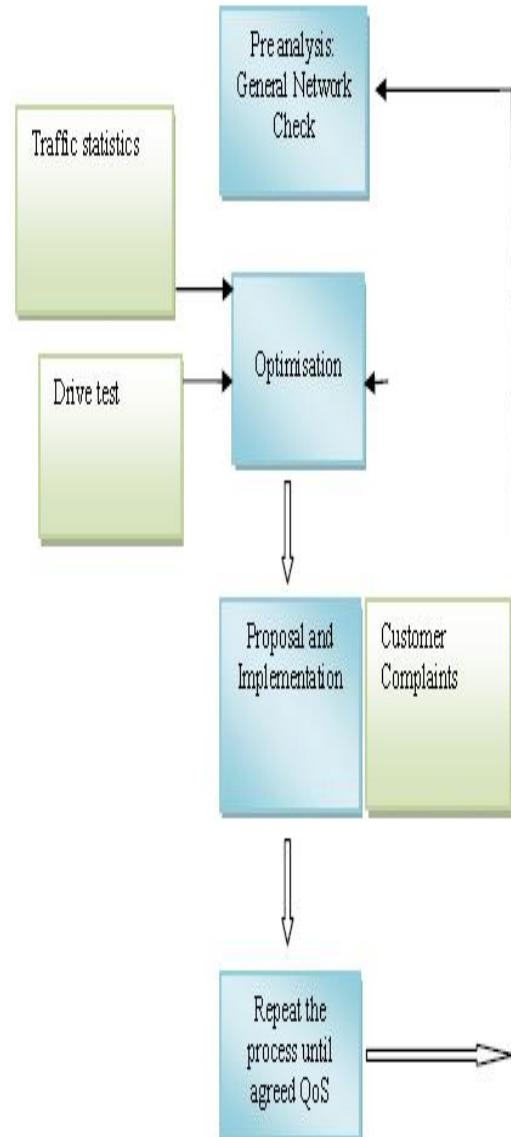 Pre analysis:
General Network
Check
Traffic statistics
Optimisation
Drive test
Proposal and
Implementation
Customer
Complaints
Repeat the
process until
agreed QoS